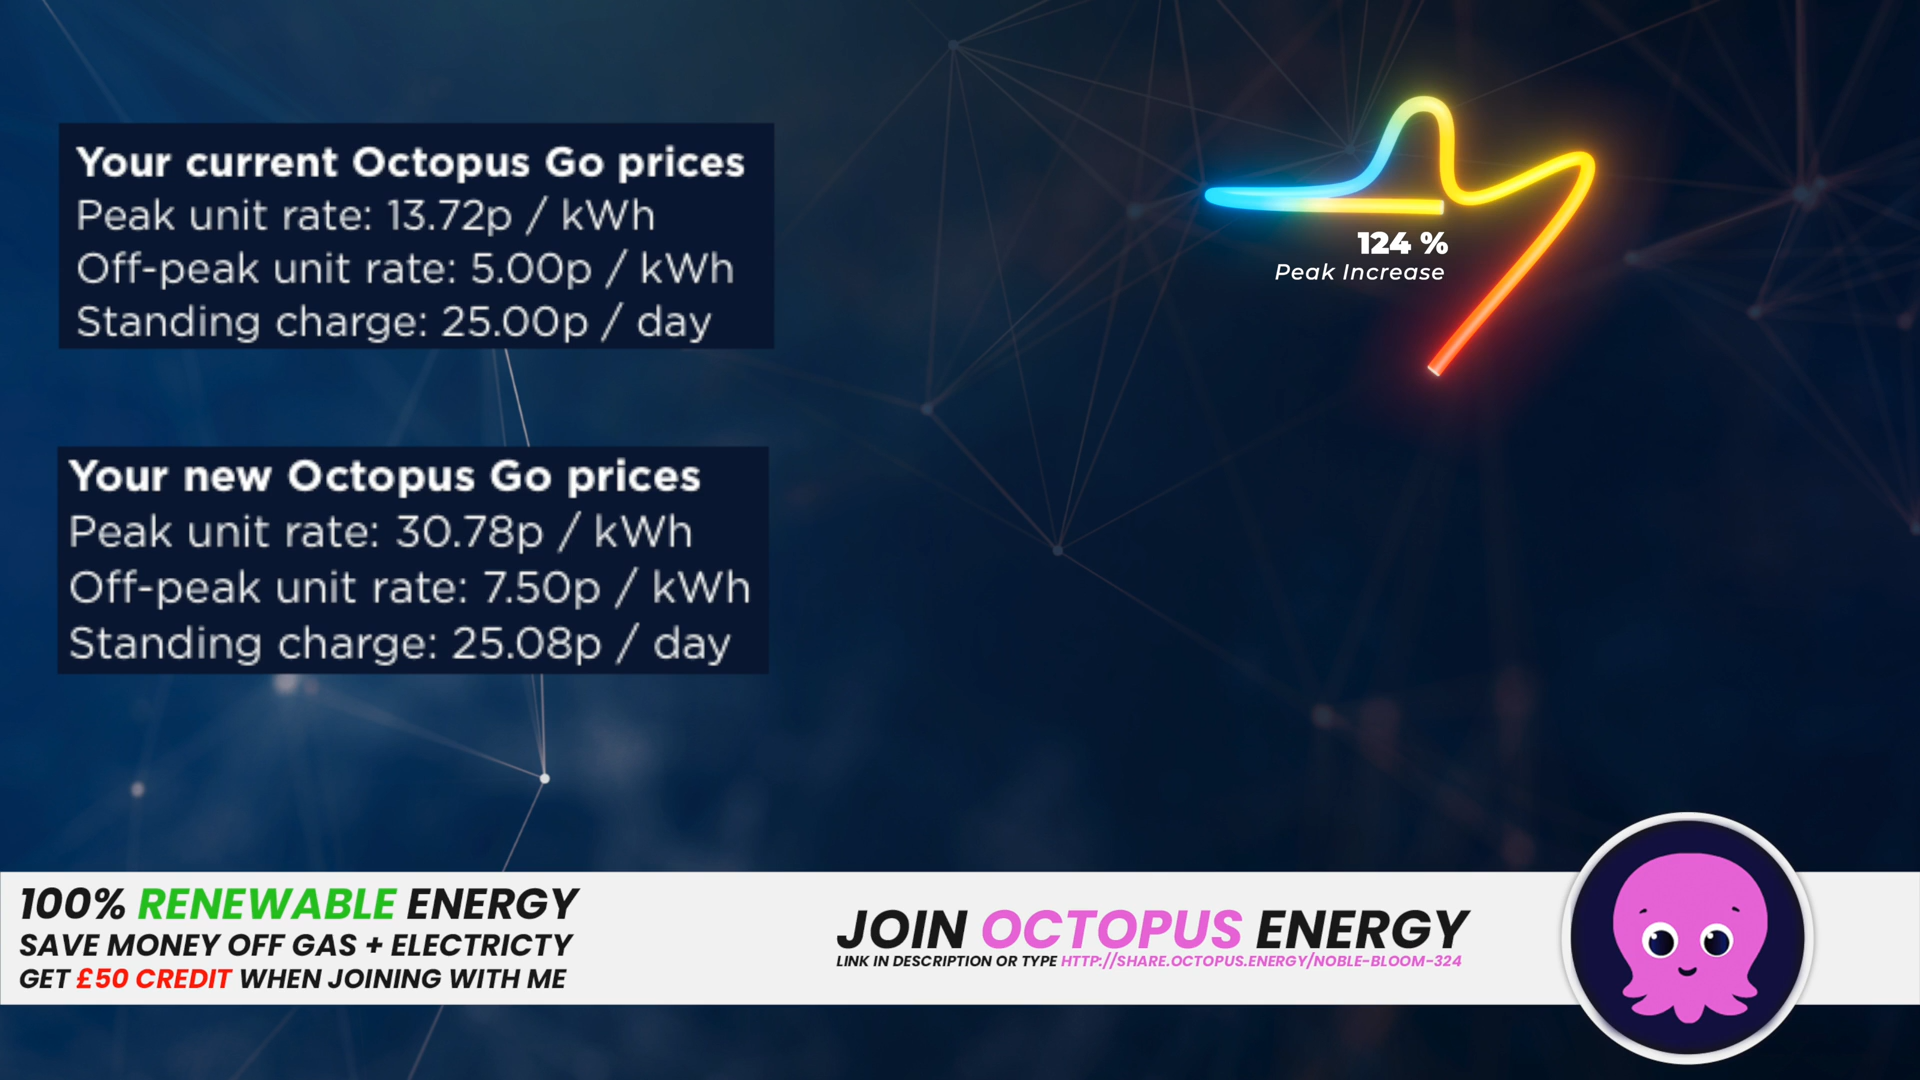 Your current Octopus Go prices
Peak unit rate: 13.72p / kWh
Off-peak unit rate: 5.00p / kWh
Standing charge: 25.00p / day
124 %
Peak Increase
Your new Octopus Go prices
Peak unit rate: 30.78p / kWh
Off-peak unit rate: 7.50p / kWh
Standing charge: 25.08p / day
100% RENEWABLE ENERGY
SAVE MONEY OFF GAS + ELECTRICTY
GET £50 CREDIT WHEN JOINING WITH ME
JOIN OCTOPUS ENERGY
LINK IN DESCRIPTION OR TYPE HTTP://SHARE.OCTOPUS.ENERGY/NOBLE-BLOOM-324